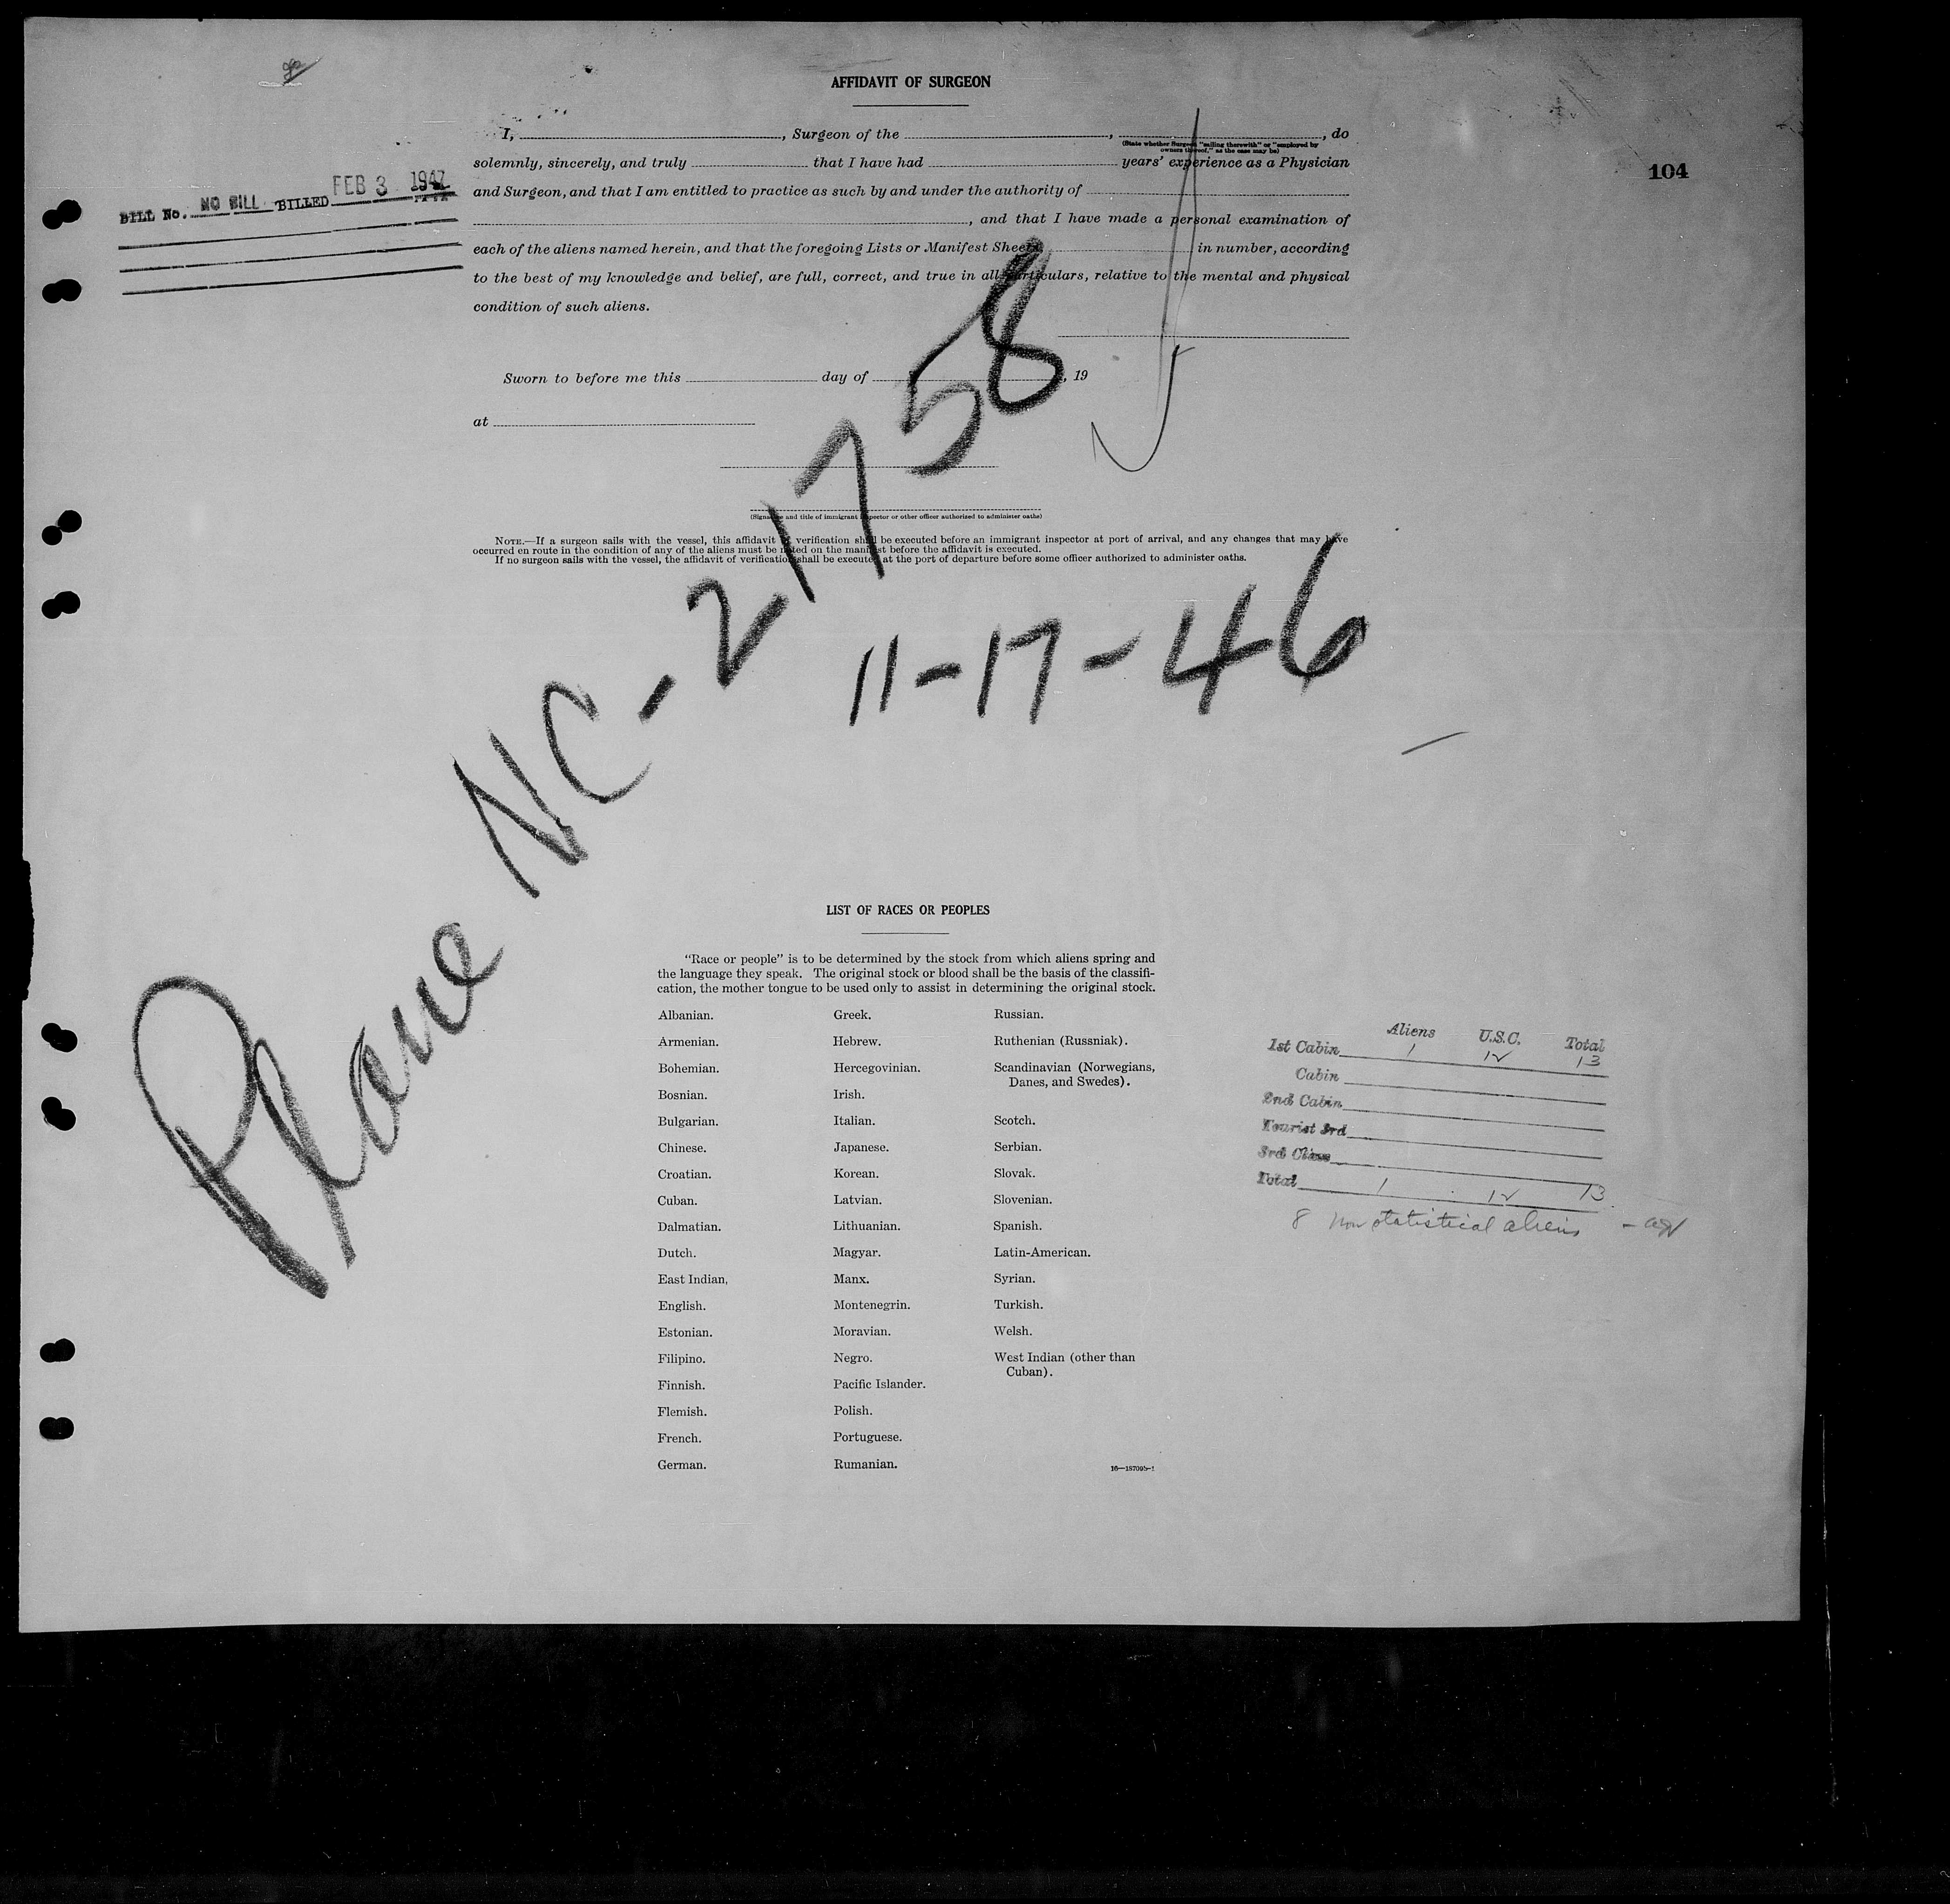 AFFIDAVIT OF SURGEON
I, , Surgeon of the , , do
(State whether Surgeon "sailing therewith" or "employed by
owners thereof," as the case may be)
solemnly, sincerely, and truly that I have had years' experience as a Physician
and Surgeon, and that I am entitled to practice as such by and under the authority of
, and that I have made a personal examination of
each of the aliens named herein, and that the foregoing Lists or Manifest Sheets, in number, according
to the best of my knowledge and belief, are full, correct, and true in all particulars, relative to the mental and physical
condition of such aliens.
104
BILL No. NO BILL BILLED FEB 3 1947
Sworn to before me this day of , 19
at
(Signature and title of immigrant inspector or other officer authorized to administer oaths)
NOTE.—If a surgeon sails with the vessel, this affidavit of verification shall be executed before an immigrant inspector at port of arrival, and any changes that may have
occurred en route in the condition of any of the aliens must be noted on the manifest before the affidavit is executed.
If no surgeon sails with the vessel, the affidavit of verification shall be executed at the port of departure before some officer authorized to administer oaths.
Plane NC-21758
11-17-46
LIST OF RACES OR PEOPLES
"Race or people" is to be determined by the stock from which aliens spring and
the language they speak. The original stock or blood shall be the basis of the classifi-
cation, the mother tongue to be used only to assist in determining the original stock.
Albanian.
Armenian.
Bohemian.
Bosnian.
Bulgarian.
Chinese.
Croatian.
Cuban.
Dalmatian.
Dutch.
East Indian.
English.
Estonian.
Filipino.
Finnish.
Flemish.
French.
German.
Greek.
Hebrew.
Hercegovinian.
Irish.
Italian.
Japanese.
Korean.
Latvian.
Lithuanian.
Magyar.
Manx.
Montenegrin.
Moravian.
Negro.
Pacific Islander.
Polish.
Portuguese.
Rumanian.
Russian.
Ruthenian (Russniak).
Scandinavian (Norwegians,
Danes, and Swedes).
Scotch.
Serbian.
Slovak.
Slovenian.
Spanish.
Latin-American.
Syrian.
Turkish.
Welsh.
West Indian (other than
Cuban).
16—18709b-1
Aliens U.S.C. Total
1st Cabin 1 12 13
Cabin
2nd Cabin
Tourist 3rd
3rd Class
Total 1 12 13
8 non statistical aliens